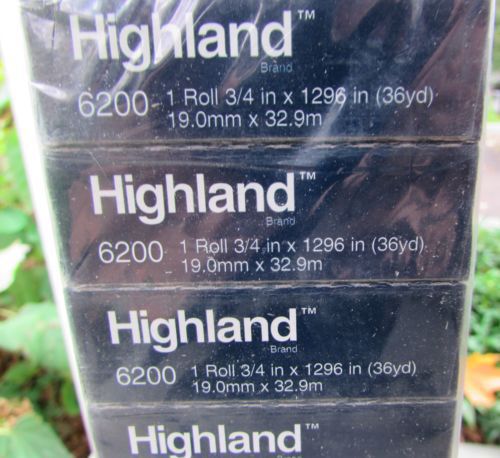 Highland™
Brand
6200 1 Roll 3/4 in x 1296 in (36yd)
19.0mm x 32.9m
Highland™
Brand
6200 1 Roll 3/4 in x 1296 in (36yd)
19.0mm x 32.9m
Highland™
Brand
6200 1 Roll 3/4 in x 1296 in (36yd)
19.0mm x 32.9m
Highland™